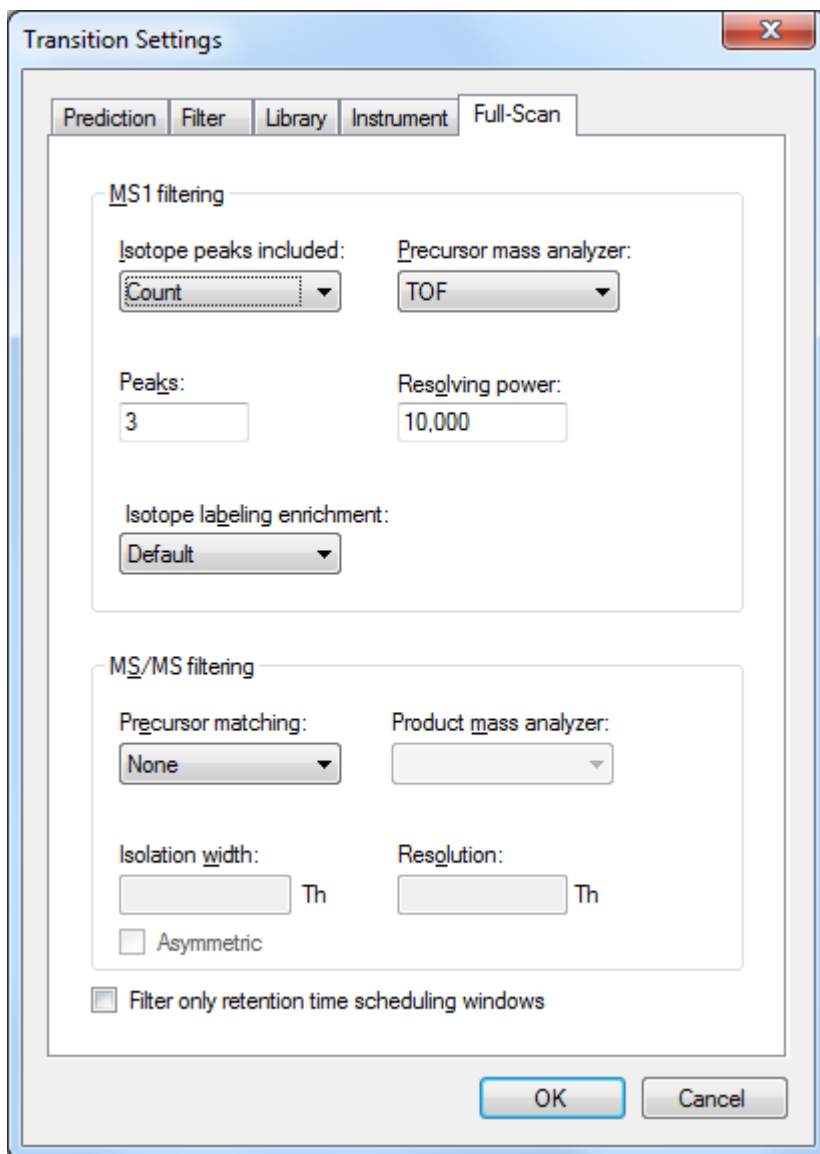 Transition Settings
Prediction Filter Library Instrument Full-Scan
MS1 filtering
Isotope peaks included: Precursor mass analyzer:
Count TOF
Peaks: Resolving power:
3 10,000
Isotope labeling enrichment:
Default
MS/MS filtering
Precursor matching: Product mass analyzer:
None
Isolation width: Resolution:
Th Th
Asymmetric
Filter only retention time scheduling windows
OK Cancel